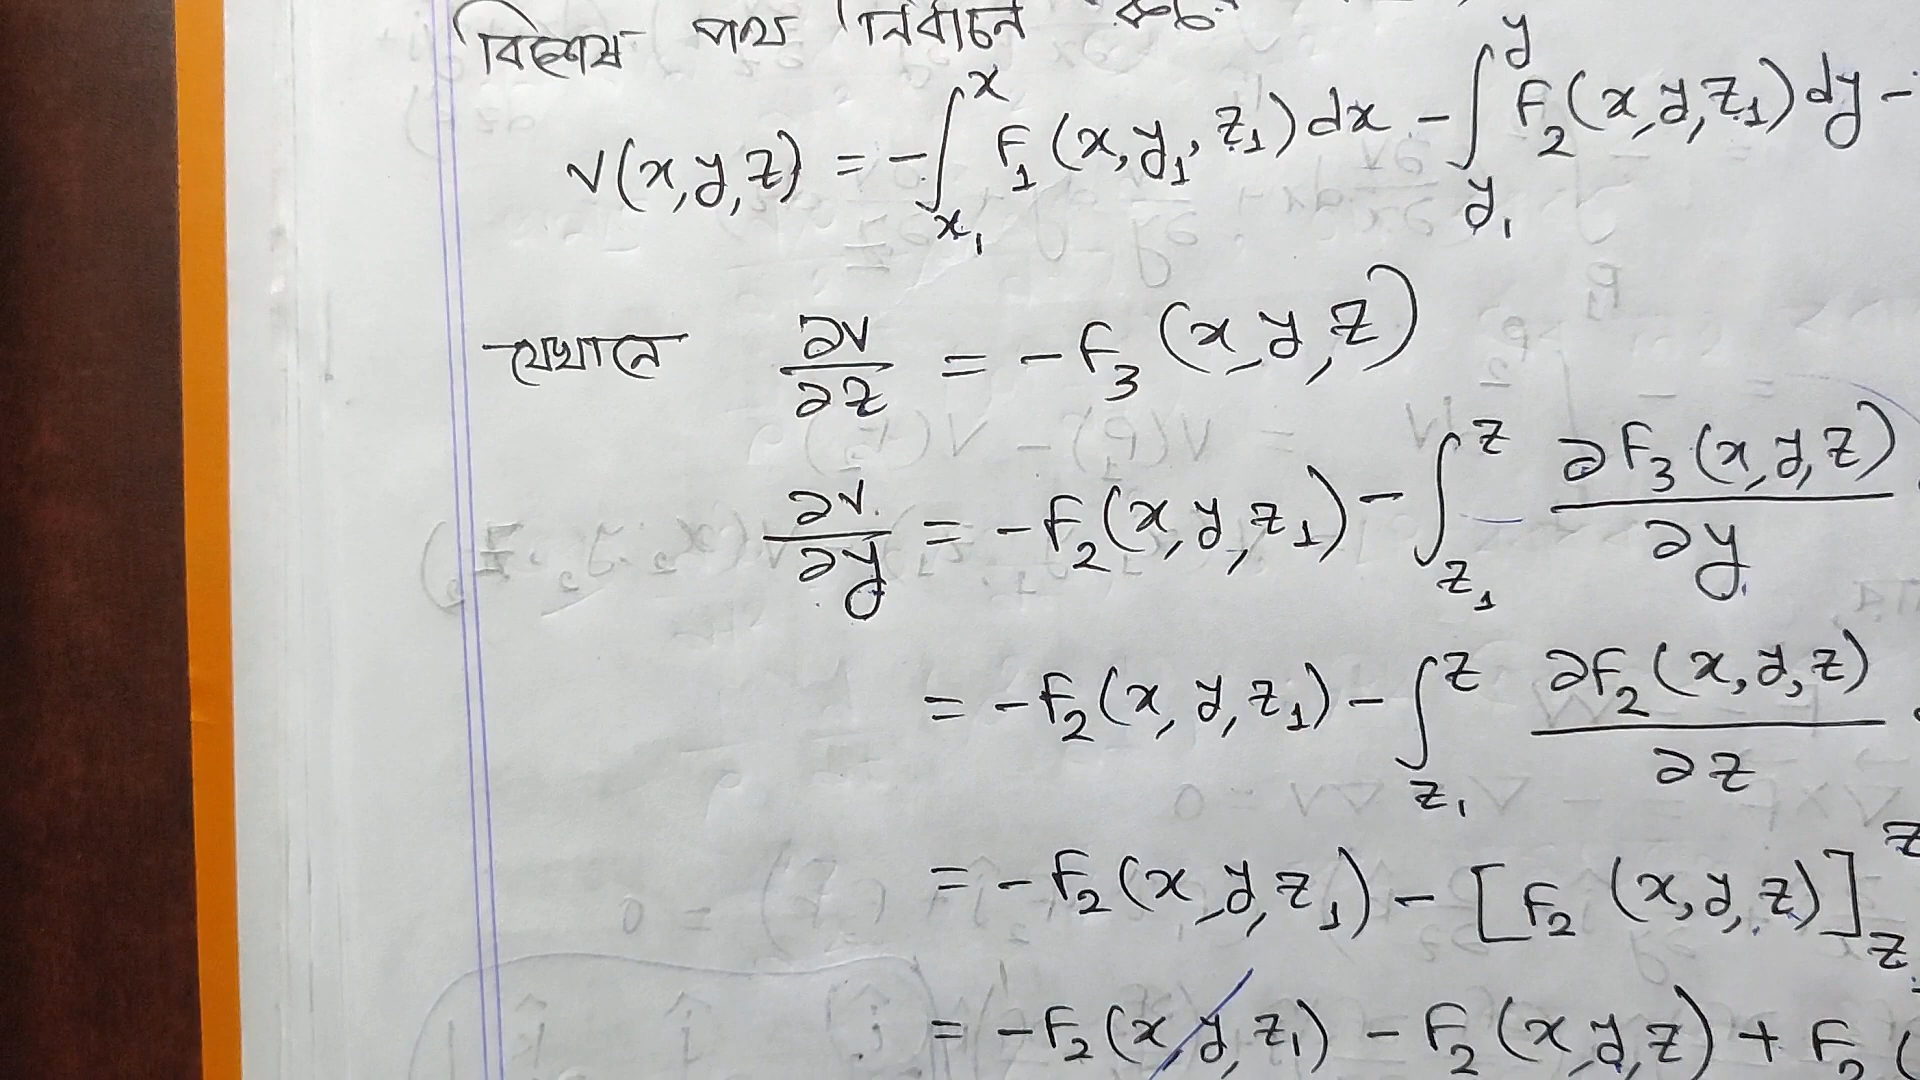 বিশেষ পথ নির্বাচন
V(x,y,z) = -∫_{x₁}^{x} F₁(x,y₁,z₁)dx - ∫_{y₁}^{y} F₂(x,y,z₁)dy -
যেখানে ∂V/∂z = -F₃(x,y,z)
∂V/∂y = -F₂(x,y,z₁) - ∫_{z₁}^{z} ∂F₃(x,y,z)/∂y
= -F₂(x,y,z₁) - ∫_{z₁}^{z} ∂F₂(x,y,z)/∂z
= -F₂(x,y,z₁) - [F₂(x,y,z)]_{z}^{z}
= -F₂(x,y,z₁) - F₂(x,y,z) + F₂(